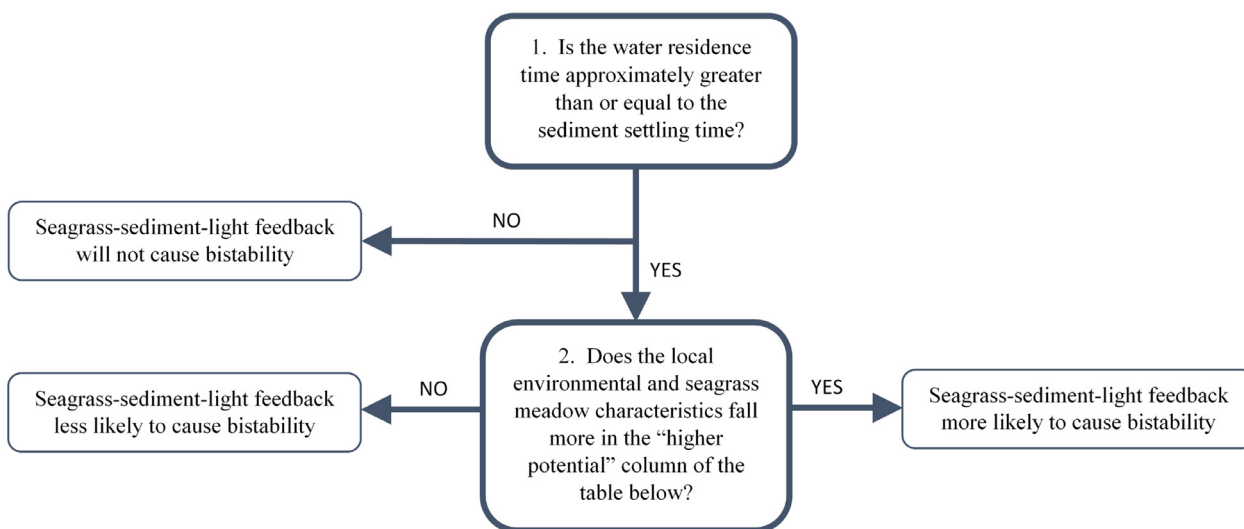 1. Is the water residence
time approximately greater
than or equal to the
sediment settling time?
NO
Seagrass-sediment-light feedback
will not cause bistability
YES
2. Does the local
environmental and seagrass
meadow characteristics fall
more in the “higher
potential” column of the
table below?
NO
Seagrass-sediment-light feedback
less likely to cause bistability
YES
Seagrass-sediment-light feedback
more likely to cause bistability